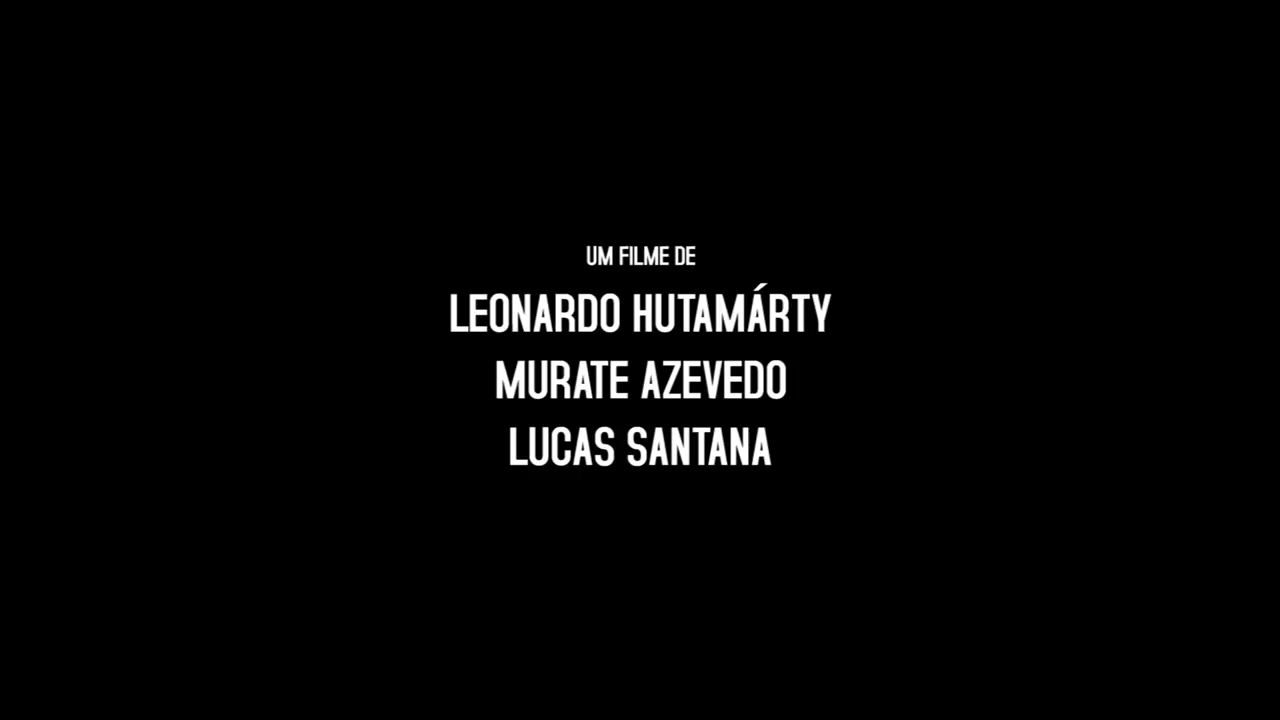 UM FILME DE
LEONARDO HUTAMÁRTY
MURATE AZEVEDO
LUCAS SANTANA